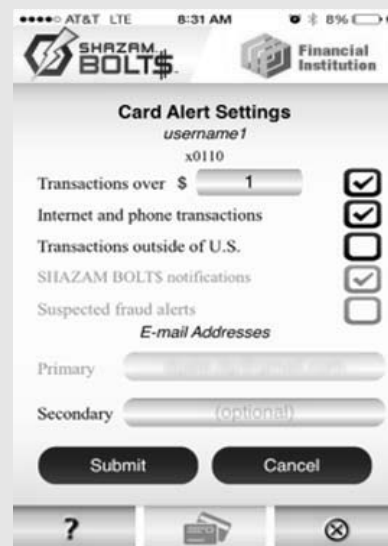 AT&T LTE 8:31 AM 8%
SHAZAM BOLT$ Financial Institution
Card Alert Settings
username1
x0110
Transactions over $ 1
Internet and phone transactions
Transactions outside of U.S.
SHAZAM BOLT$ notifications
Suspected fraud alerts
E-mail Addresses
Primary
Secondary (optional)
Submit Cancel
?